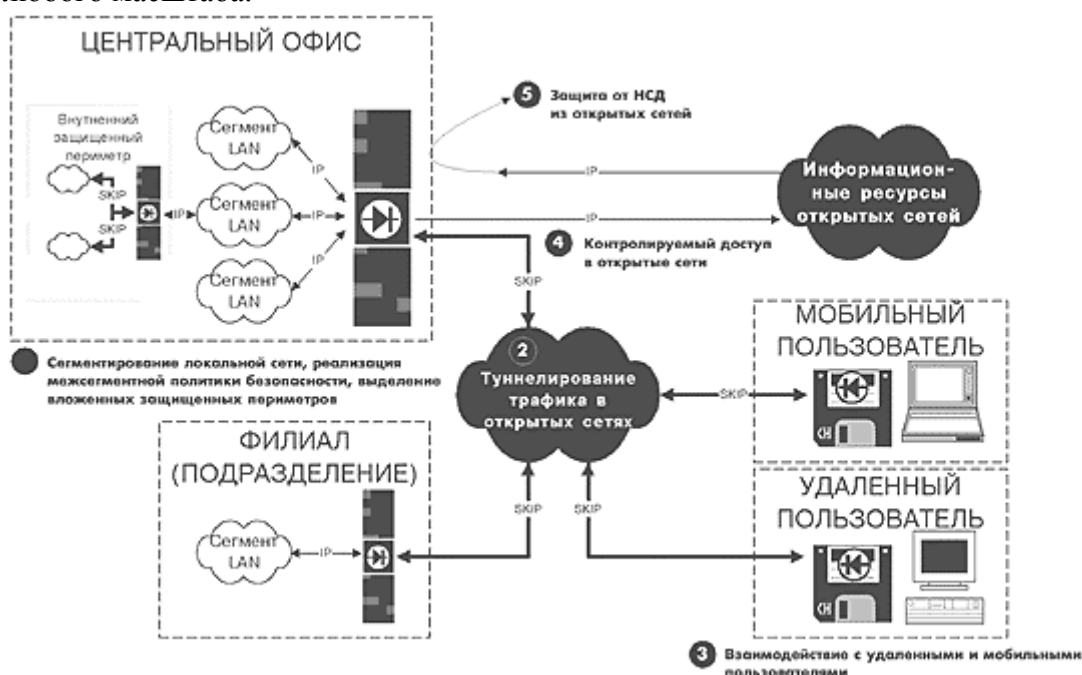 ЦЕНТРАЛЬНЫЙ ОФИС
Внутненний
защищенный
периметр
SKIP
SKIP
IP
Сегмент
LAN
Сегмент
LAN
Сегмент
LAN
IP
IP
IP
5 Защита от НСД
из открытых сетей
IP
IP
Информацион-
ные ресурсы
открытых сетей
4 Контролируемый доступ
в открытые сети
SKIP
Сегментирование локальной сети, реализация
межсегментной политики безопасности, выделение
вложенных защищенных периметров
2
Туннелирование
трафика в
открытых сетях
SKIP
МОБИЛЬНЫЙ
ПОЛЬЗОВАТЕЛЬ
ФИЛИАЛ
(ПОДРАЗДЕЛЕНИЕ)
Сегмент
LAN
IP
SKIP
SKIP
УДАЛЕННЫЙ
ПОЛЬЗОВАТЕЛЬ
3 Взаимодействие с удаленными и мобильными
пользователями